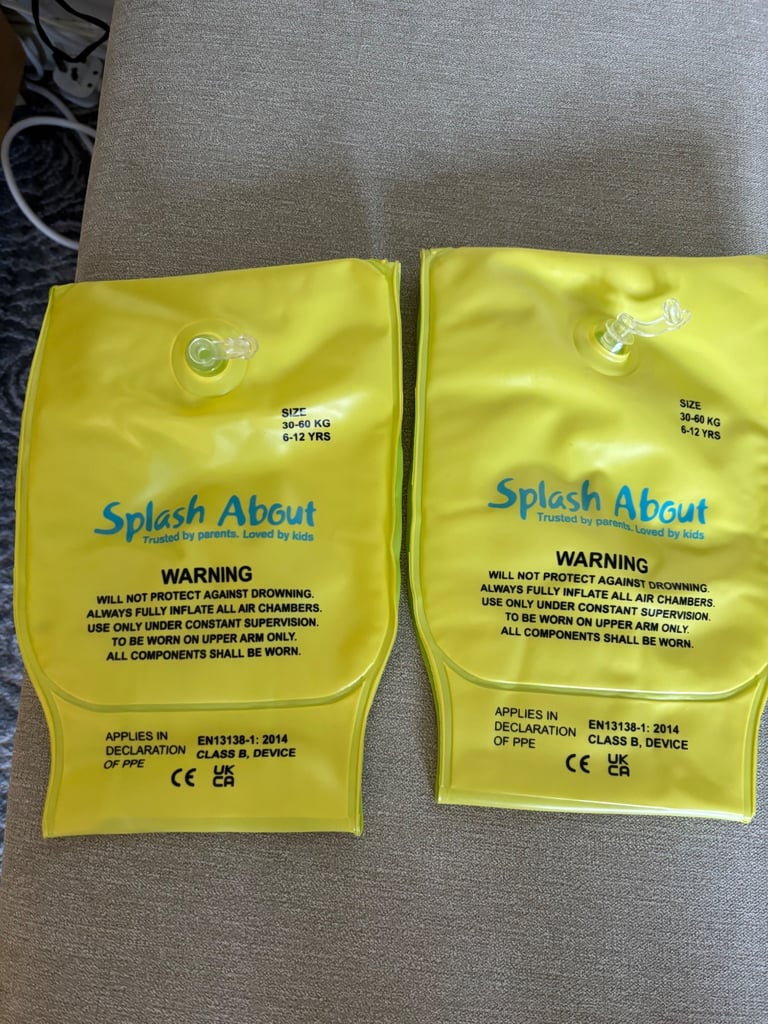 SIZE
30-60 KG
6-12 YRS
Splash About
Trusted by parents. Loved by kids
WARNING
WILL NOT PROTECT AGAINST DROWNING.
ALWAYS FULLY INFLATE ALL AIR CHAMBERS.
USE ONLY UNDER CONSTANT SUPERVISION.
TO BE WORN ON UPPER ARM ONLY.
ALL COMPONENTS SHALL BE WORN.
APPLIES IN
DECLARATION
OF PPE
EN13138-1: 2014
CLASS B, DEVICE
CE UK
CA
SIZE
30-60 KG
6-12 YRS
Splash About
Trusted by parents. Loved by kids
WARNING
WILL NOT PROTECT AGAINST DROWNING.
ALWAYS FULLY INFLATE ALL AIR CHAMBERS.
USE ONLY UNDER CONSTANT SUPERVISION.
TO BE WORN ON UPPER ARM ONLY.
ALL COMPONENTS SHALL BE WORN.
APPLIES IN
DECLARATION
OF PPE
EN13138-1: 2014
CLASS B, DEVICE
CE UK
CA